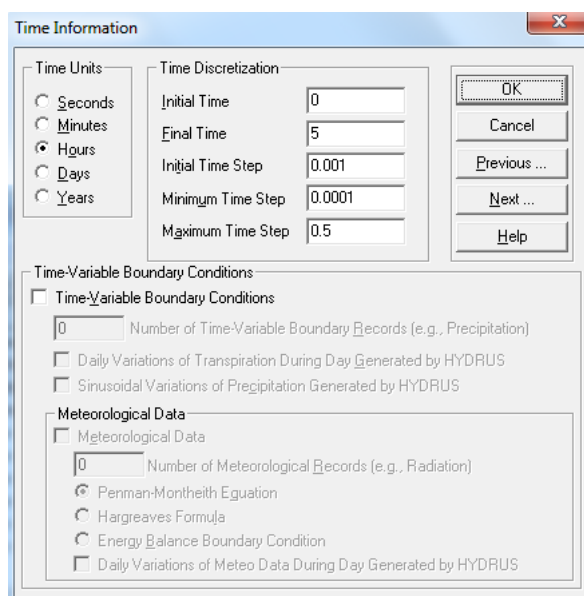 Time Information
X
Time Units
Seconds
Minutes
Hours
Days
Years
Time Discretization
Initial Time 0
Final Time 5
Initial Time Step 0.001
Minimum Time Step 0.0001
Maximum Time Step 0.5
OK
Cancel
Previous ...
Next ...
Help
Time-Variable Boundary Conditions
Time-Variable Boundary Conditions
0 Number of Time-Variable Boundary Records (e.g., Precipitation)
Daily Variations of Transpiration During Day Generated by HYDRUS
Sinusoidal Variations of Precipitation Generated by HYDRUS
Meteorological Data
Meteorological Data
0 Number of Meteorological Records (e.g., Radiation)
Penman-Montheith Equation
Hargreaves Formula
Energy Balance Boundary Condition
Daily Variations of Meteo Data During Day Generated by HYDRUS